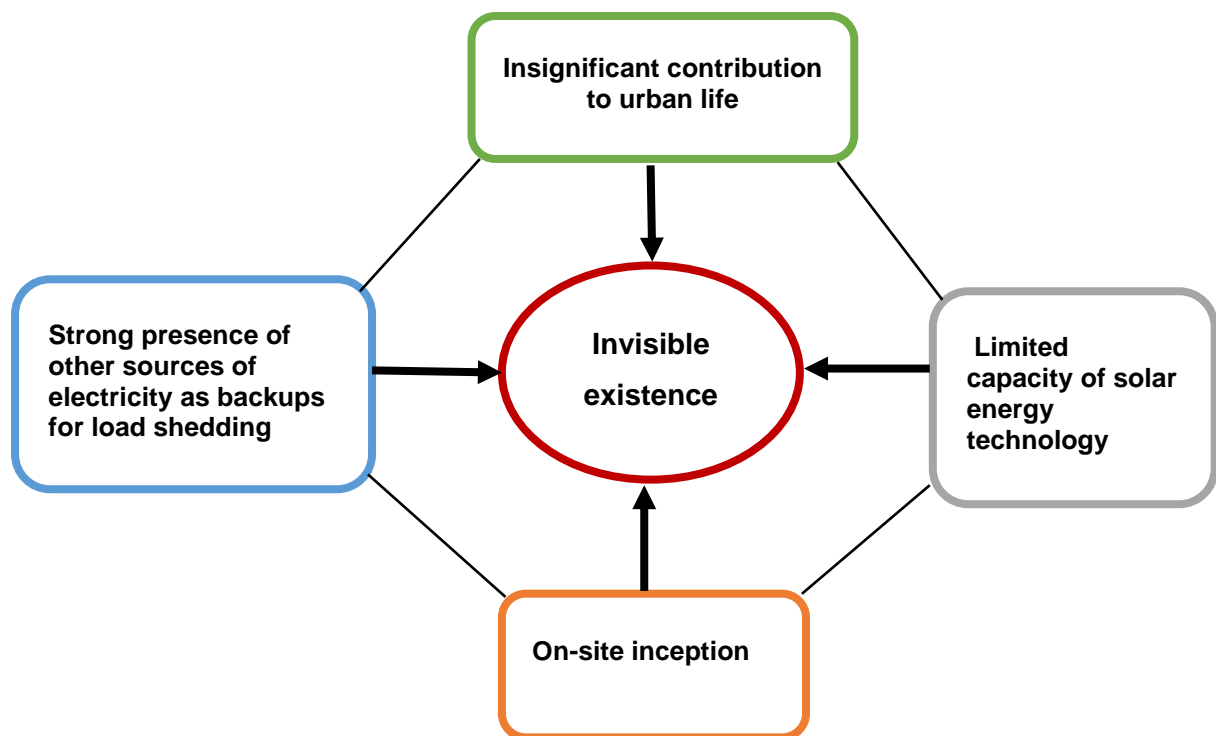 Insignificant contribution
to urban life
Strong presence of
other sources of
electricity as backups
for load shedding
Invisible
existence
Limited
capacity of solar
energy
technology
On-site inception